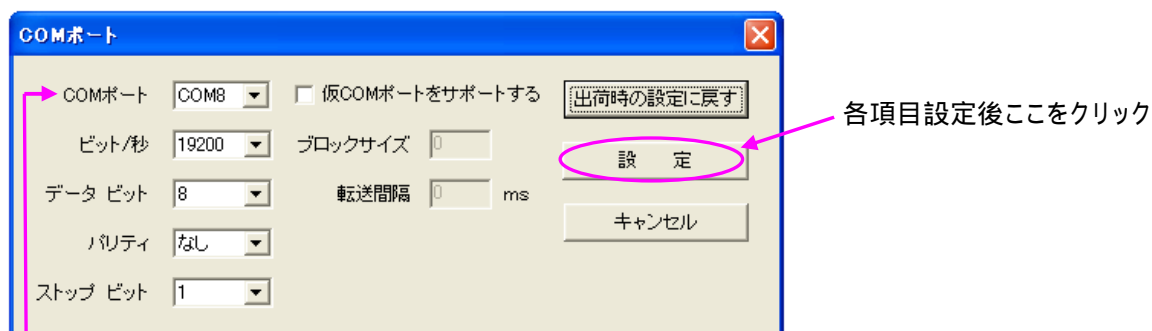 COMポート
COMポート COM8 仮COMポートをサポートする 出荷時の設定に戻す
各項目設定後ここをクリック
ビット/秒 19200 ブロックサイズ 0 設 定
データ ビット 8 転送間隔 0 ms
キャンセル
パリティ なし
ストップ ビット 1